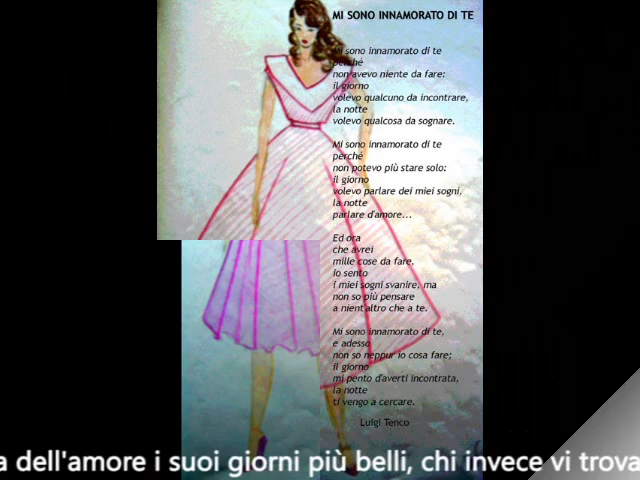 MI SONO INNAMORATO DI TE
Mi sono innamorato di te
perché
non avevo niente da fare:
il giorno
volevo qualcuno da incontrare,
la notte
volevo qualcosa da sognare.
Mi sono innamorato di te
perché
non potevo più stare solo:
il giorno
volevo parlare dei miei sogni,
la notte
parlare d'amore...
Ed ora
che avrei
mille cose da fare.
io sento
i miei sogni svanire, ma
non so più pensare
a nient'altro che a te.
Mi sono innamorato di te,
e adesso
non so neppur io cosa fare;
il giorno
mi pento d'averti incontrata,
la notte
ti vengo a cercare.
Luigi Tenco
a dell'amore i suoi giorni più belli, chi invece vi trova